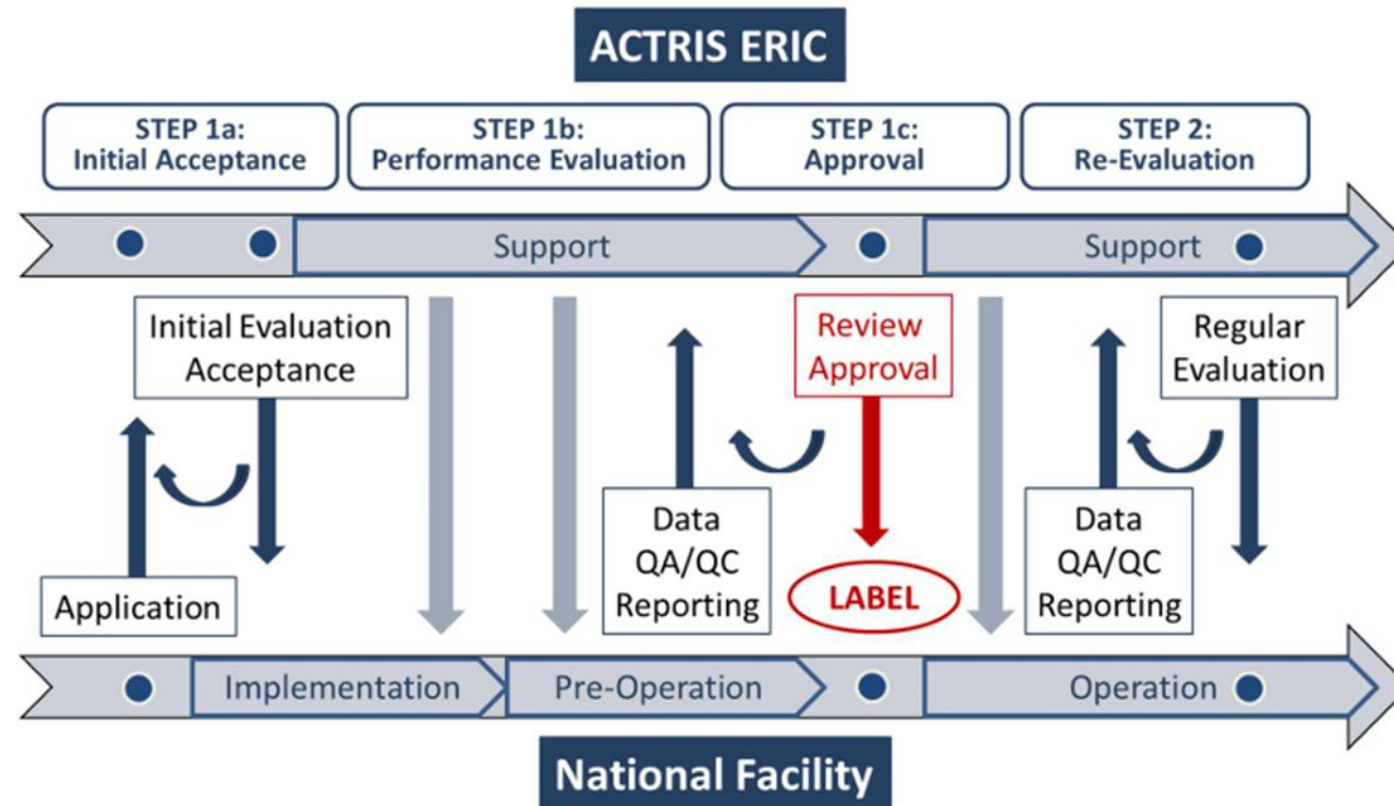 ACTRIS ERIC
STEP 1a:
Initial Acceptance
STEP 1b:
Performance Evaluation
STEP 1c:
Approval
STEP 2:
Re-Evaluation
Support
Support
Initial Evaluation
Acceptance
Review
Approval
Regular
Evaluation
Application
Data
QA/QC
Reporting
LABEL
Data
QA/QC
Reporting
Implementation
Pre-Operation
Operation
National Facility